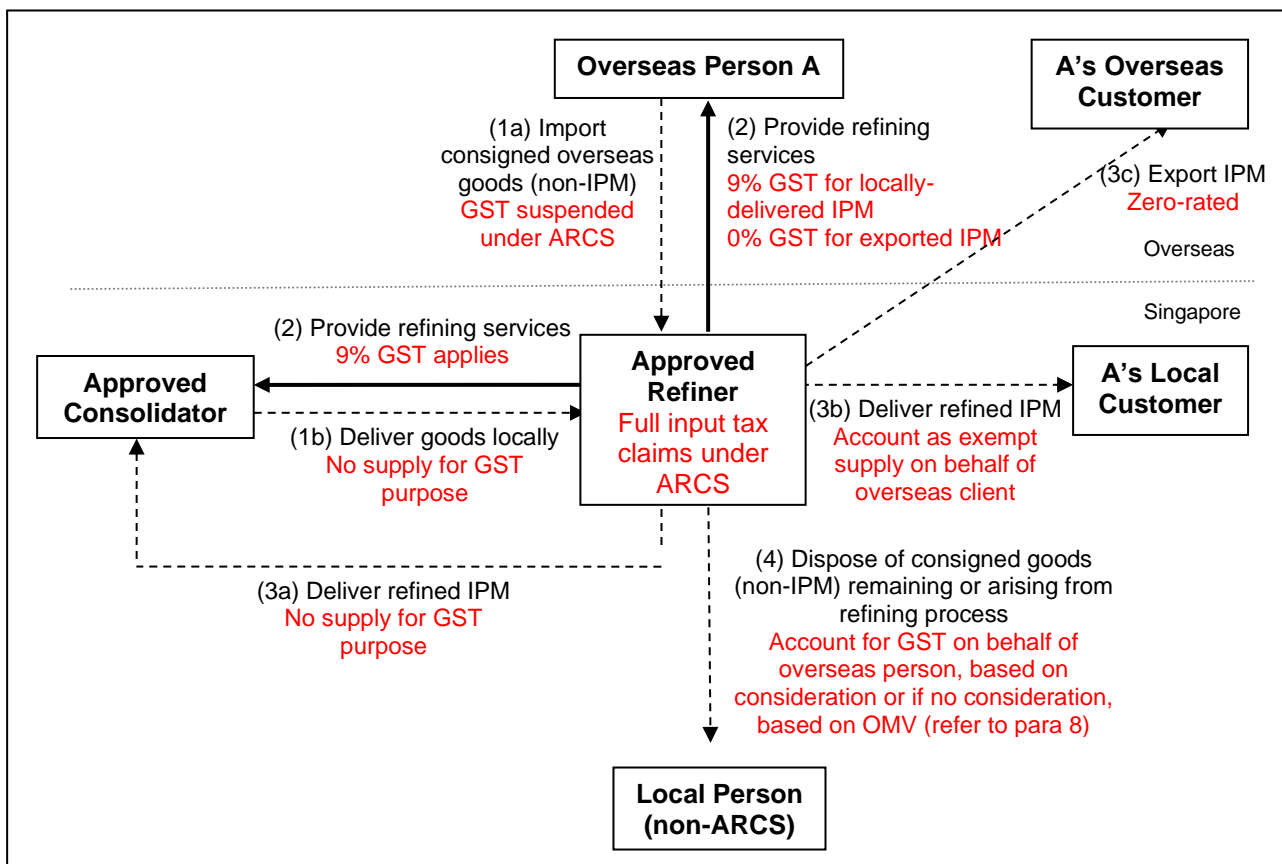 Overseas Person A
A's Overseas
Customer
(1a) Import
consigned overseas
goods (non-IPM)
GST suspended
under ARCS
(2) Provide refining
services
9% GST for locally-
delivered IPM
0% GST for exported IPM
(3c) Export IPM
Zero-rated
Overseas
Singapore
(2) Provide refining services
9% GST applies
Approved
Consolidator
Approved
Refiner
Full input tax
claims under
ARCS
A's Local
Customer
(1b) Deliver goods locally
No supply for GST
purpose
(3b) Deliver refined IPM
Account as exempt
supply on behalf of
overseas client
(3a) Deliver refined IPM
No supply for GST
purpose
(4) Dispose of consigned goods
(non-IPM) remaining or arising from
refining process
Account for GST on behalf of
overseas person, based on
consideration or if no consideration,
based on OMV (refer to para 8)
Local Person
(non-ARCS)